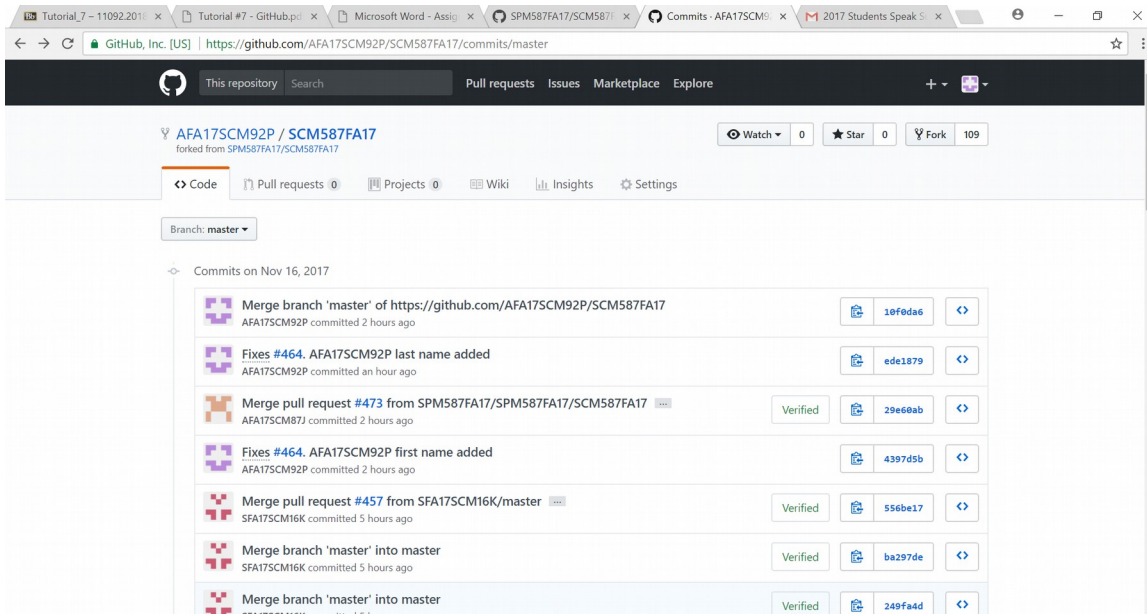 Tutorial_7 – 11092.2018
Tutorial #7 - GitHub.pd
Microsoft Word - Assig
SPM587FA17/SCM587F
Commits · AFA17SCM9
2017 Students Speak S
GitHub, Inc. [US] https://github.com/AFA17SCM92P/SCM587FA17/commits/master
This repository Search Pull requests Issues Marketplace Explore
AFA17SCM92P / SCM587FA17
forked from SPM587FA17/SCM587FA17
Watch 0 Star 0 Fork 109
Code Pull requests 0 Projects 0 Wiki Insights Settings
Branch: master
Commits on Nov 16, 2017
Merge branch 'master' of https://github.com/AFA17SCM92P/SCM587FA17
AFA17SCM92P committed 2 hours ago
10f0da6
Fixes #464. AFA17SCM92P last name added
AFA17SCM92P committed an hour ago
ede1879
Merge pull request #473 from SPM587FA17/SPM587FA17/SCM587FA17 …
AFA17SCM87J committed 2 hours ago
Verified 29e60ab
Fixes #464. AFA17SCM92P first name added
AFA17SCM92P committed 2 hours ago
4397d5b
Merge pull request #457 from SFA17SCM16K/master …
SFA17SCM16K committed 5 hours ago
Verified 556be17
Merge branch 'master' into master
SFA17SCM16K committed 5 hours ago
Verified ba297de
Merge branch 'master' into master
Verified 249fa4d